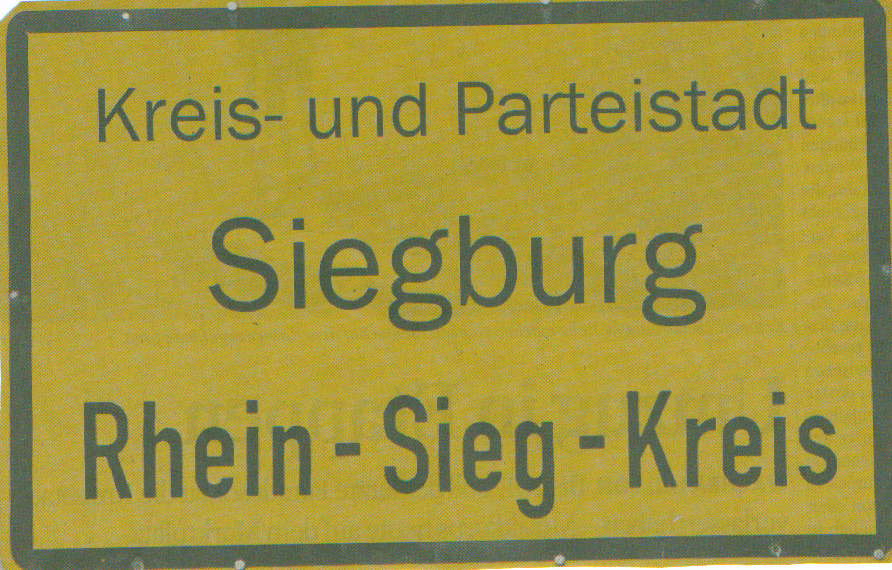 Kreis- und Parteistadt
Siegburg
Rhein - Sieg - Kreis